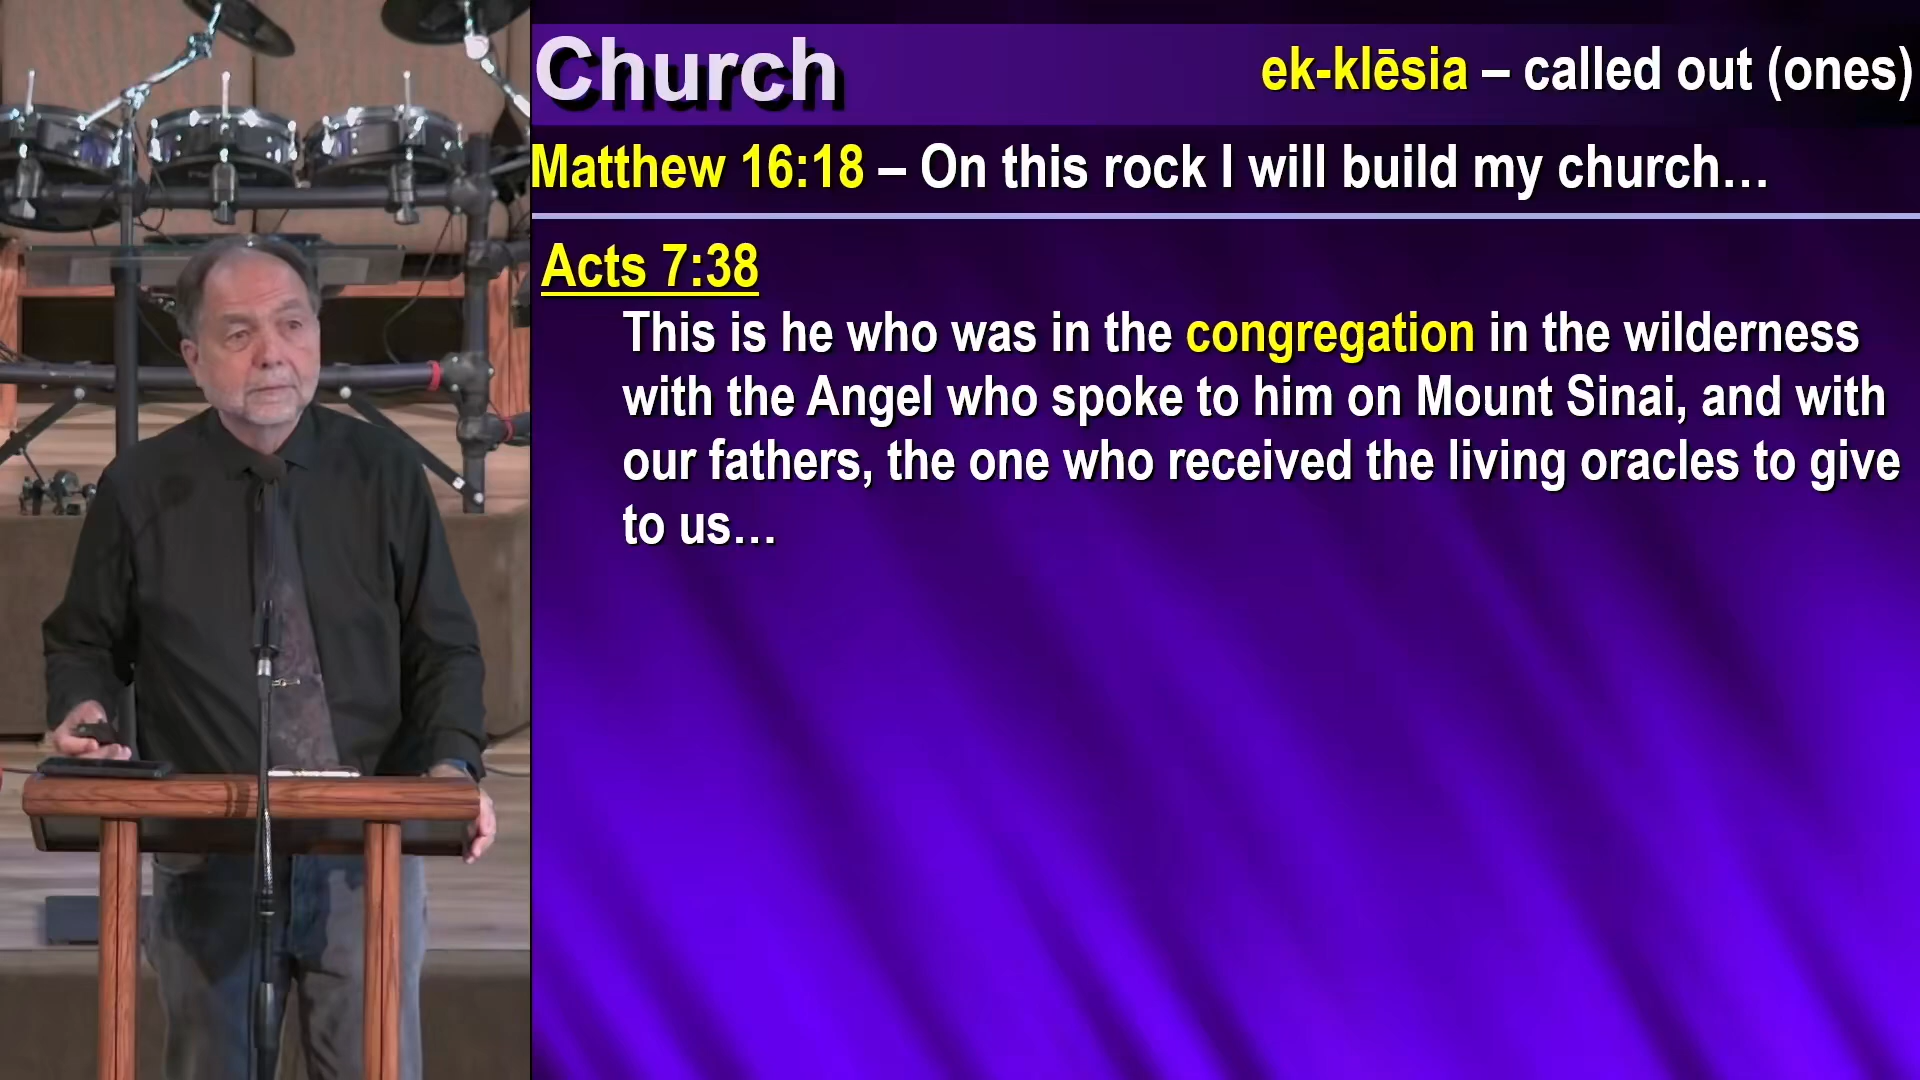 Church
ek-klēsia – called out (ones)
Matthew 16:18 – On this rock I will build my church…
Acts 7:38
This is he who was in the congregation in the wilderness
with the Angel who spoke to him on Mount Sinai, and with
our fathers, the one who received the living oracles to give
to us…